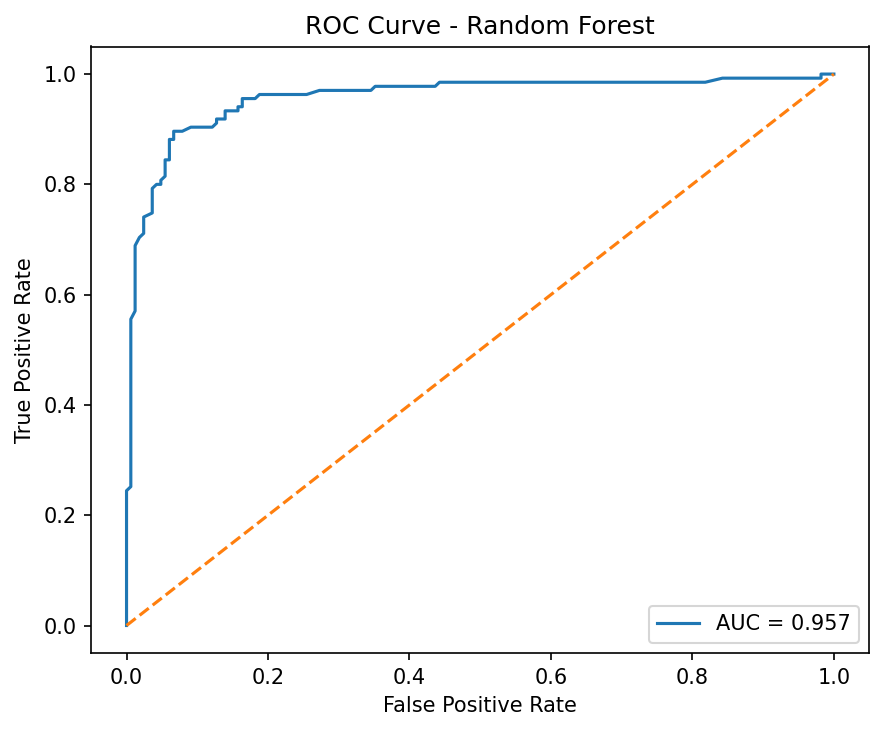 ROC Curve - Random Forest
True Positive Rate
1.0
0.8
0.6
0.4
0.2
0.0
AUC = 0.957
0.0 0.2 0.4 0.6 0.8 1.0
False Positive Rate